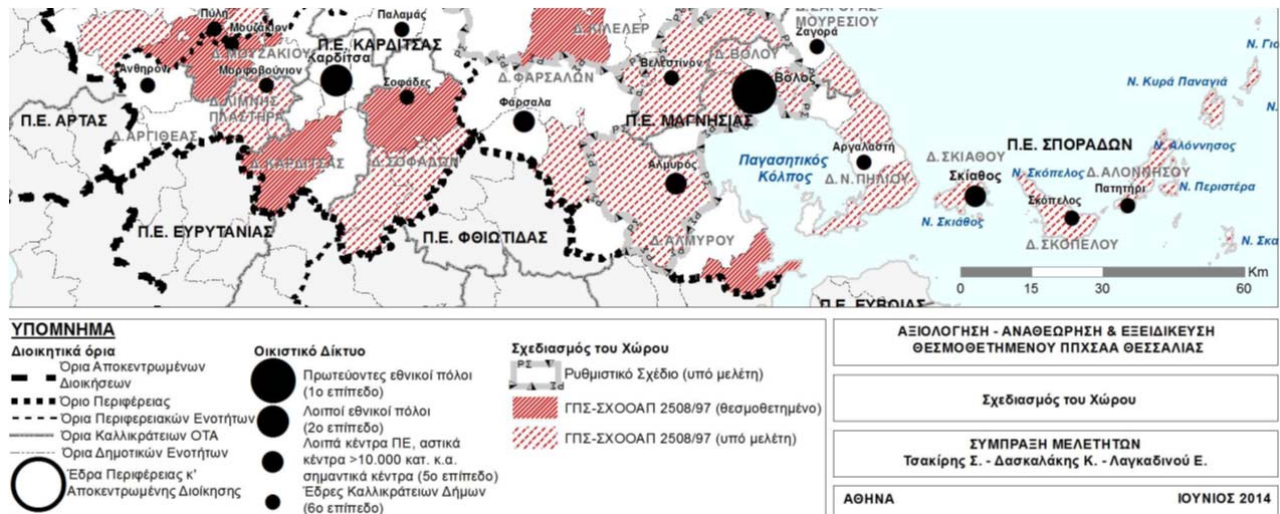 Πύλη
Μουζάκιον
Δ.ΜΟΥΖΑΚΙΟΥ
Παλαμάς
Π.Ε. ΚΑΡΔΙΤΣΑΣ
Καρδίτσα
Ανθηρόν
Μορφοβούνιον
Σοφάδες
Δ.ΛΙΜΝΗΣ
ΠΛΑΣΤΗΡΑ
Π.Ε. ΑΡΤΑΣ
Δ.ΑΡΓΙΘΕΑΣ
Δ.ΚΑΡΔΙΤΣΑΣ
Δ.ΣΟΦΑΔΩΝ
Π.Ε. ΕΥΡΥΤΑΝΙΑΣ
Π.Ε. ΦΘΙΩΤΙΔΑΣ
Δ.ΚΙΛΕΛΕΡ
Δ.ΦΑΡΣΑΛΩΝ
Φάρσαλα
Βελεστίνον
Δ.ΒΟΛΟΥ
Βόλος
Π.Ε. ΜΑΓΝΗΣΙΑΣ
ΜΟΥΡΕΣΙΟΥ
Ζαγορά
Αλμυρός
Δ.ΑΛΜΥΡΟΥ
Παγασητικός
Κόλπος
Αργαλαστή
Δ.Ν.ΠΗΛΙΟΥ
Π.Ε. ΣΠΟΡΑΔΩΝ
Δ.ΣΚΙΑΘΟΥ
Σκίαθος
Ν. Σκιάθος
Ν. Σκόπελος
Σκόπελος
Δ.ΣΚΟΠΕΛΟΥ
Δ.ΑΛΟΝΝΗΣΟΥ
Πατητήρι
Ν. Αλόννησος
Ν. Περιστέρα
Ν. Κυρά Παναγιά
Ν. Γιο
Ν. Σκα
Π.Ε. ΕΥΒΟΙΑΣ
Km
0 15 30 60
ΥΠΟΜΝΗΜΑ
Διοικητικά όρια
Όρια Αποκεντρωμένων
Διοικήσεων
Όριο Περιφέρειας
Όρια Περιφερειακών Ενοτήτων
Όρια Καλλικράτειων ΟΤΑ
Όρια Δημοτικών Ενοτήτων
Έδρα Περιφέρειας κ'
Αποκεντρωμένης Διοίκησης
Οικιστικό Δίκτυο
Πρωτεύοντες εθνικοί πόλοι
(1ο επίπεδο)
Λοιποί εθνικοί πόλοι
(2ο επίπεδο)
Λοιπά κέντρα ΠΕ, αστικά
κέντρα >10.000 κατ. κ.α.
σημαντικά κέντρα (5ο επίπεδο)
Έδρες Καλλικράτειων Δήμων
(6ο επίπεδο)
Σχεδιασμός του Χώρου
Ρυθμιστικό Σχέδιο (υπό μελέτη)
ΓΠΣ-ΣΧΟΟΑΠ 2508/97 (θεσμοθετημένο)
ΓΠΣ-ΣΧΟΟΑΠ 2508/97 (υπό μελέτη)
ΑΞΙΟΛΟΓΗΣΗ - ΑΝΑΘΕΩΡΗΣΗ & ΕΞΕΙΔΙΚΕΥΣΗ
ΘΕΣΜΟΘΕΤΗΜΕΝΟΥ ΠΠΧΣΑΑ ΘΕΣΣΑΛΙΑΣ
Σχεδιασμός του Χώρου
ΣΥΜΠΡΑΞΗ ΜΕΛΕΤΗΤΩΝ
Τσακίρης Σ. - Δασκαλάκης Κ. - Λαγκαδινού Ε.
ΑΘΗΝΑ ΙΟΥΝΙΟΣ 2014